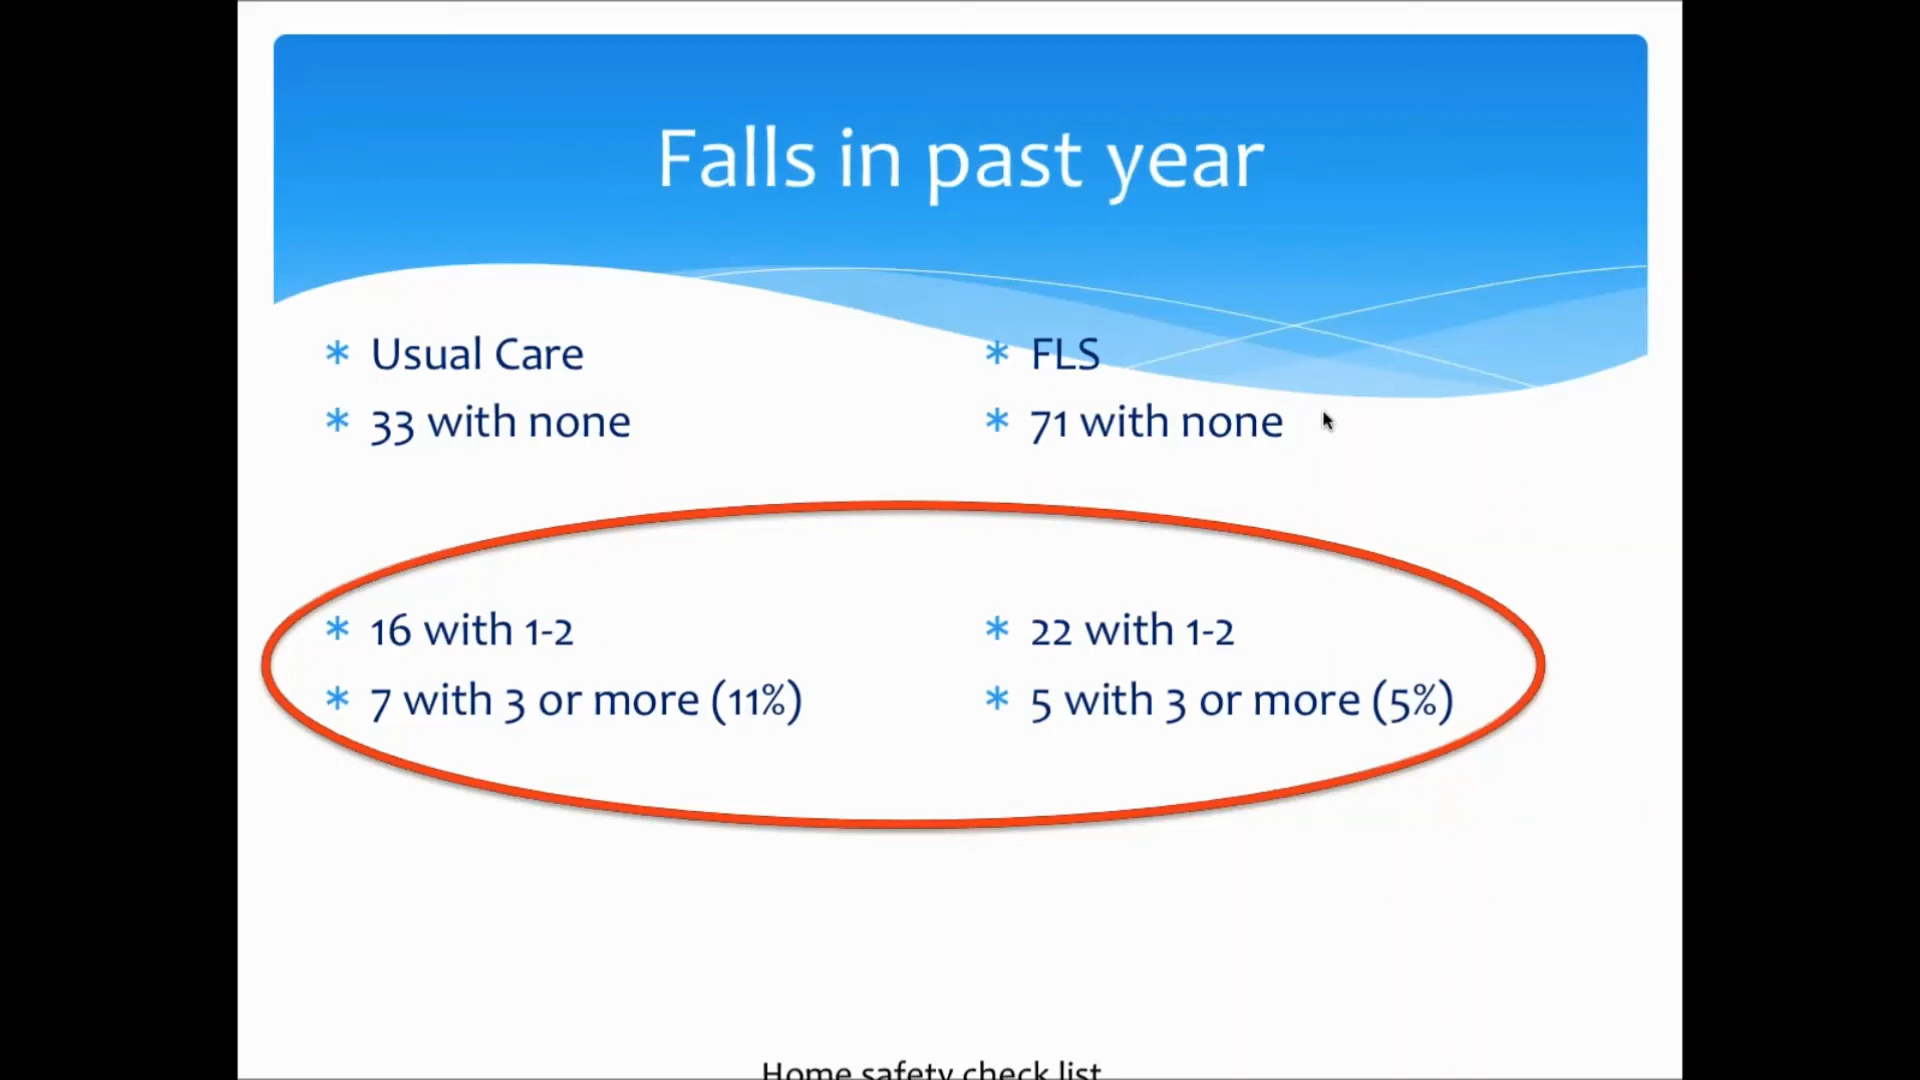 Falls in past year
* Usual Care
* 33 with none
* 16 with 1-2
* 7 with 3 or more (11%)
* FLS
* 71 with none
* 22 with 1-2
* 5 with 3 or more (5%)
Home safety check list